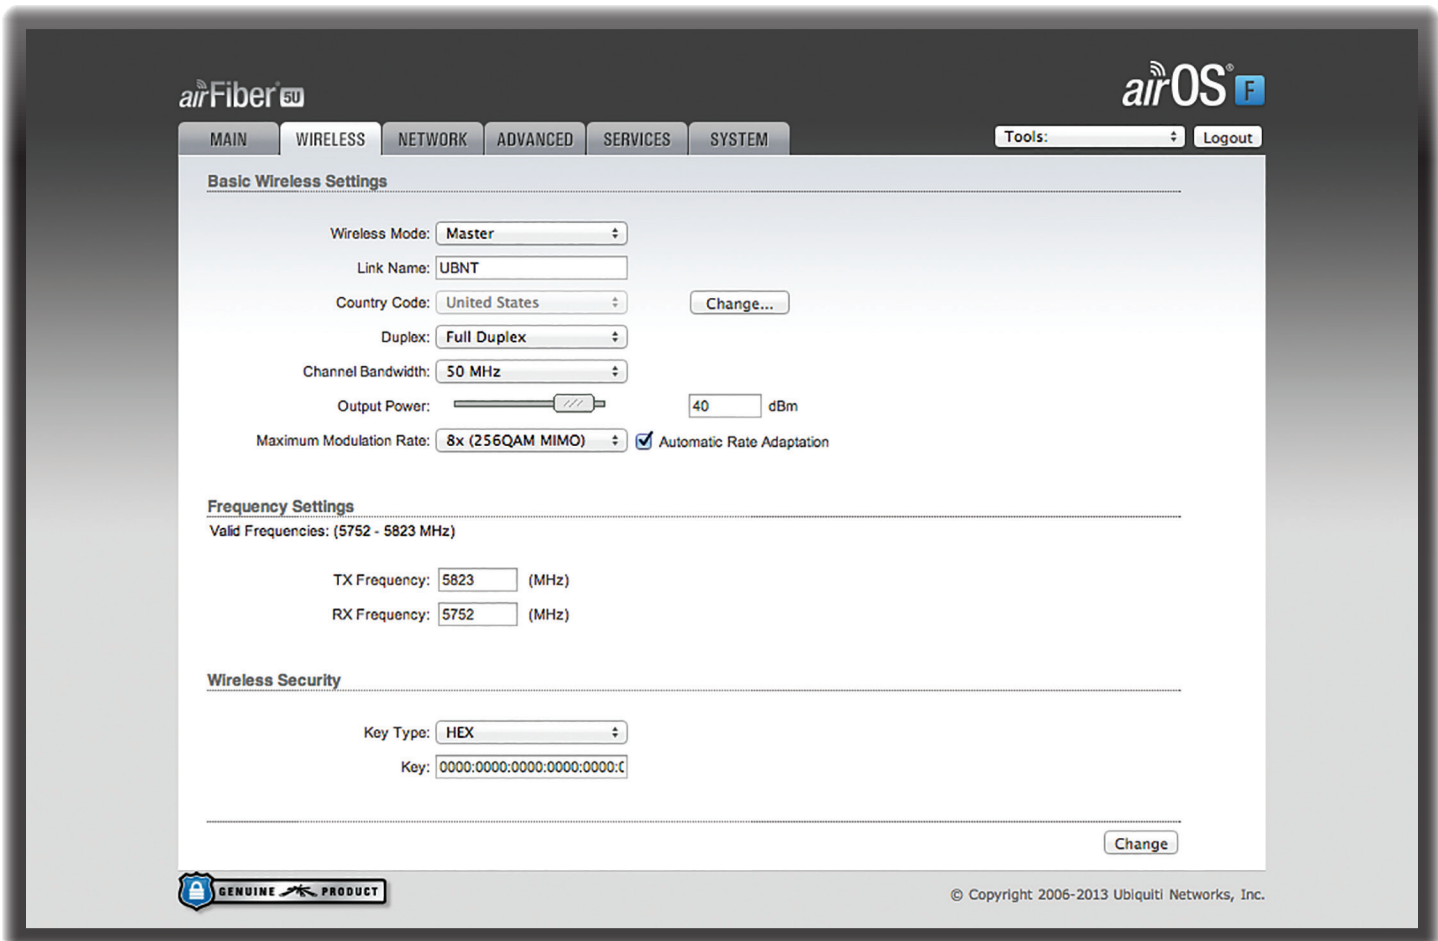 airFiber® 5U
airOS® F
MAIN WIRELESS NETWORK ADVANCED SERVICES SYSTEM Tools: Logout
Basic Wireless Settings
Wireless Mode: Master
Link Name: UBNT
Country Code: United States Change...
Duplex: Full Duplex
Channel Bandwidth: 50 MHz
Output Power: 40 dBm
Maximum Modulation Rate: 8x (256QAM MIMO) Automatic Rate Adaptation
Frequency Settings
Valid Frequencies: (5752 - 5823 MHz)
TX Frequency: 5823 (MHz)
RX Frequency: 5752 (MHz)
Wireless Security
Key Type: HEX
Key: 0000:0000:0000:0000:0000:
Change
GENUINE PRODUCT
© Copyright 2006-2013 Ubiquiti Networks, Inc.